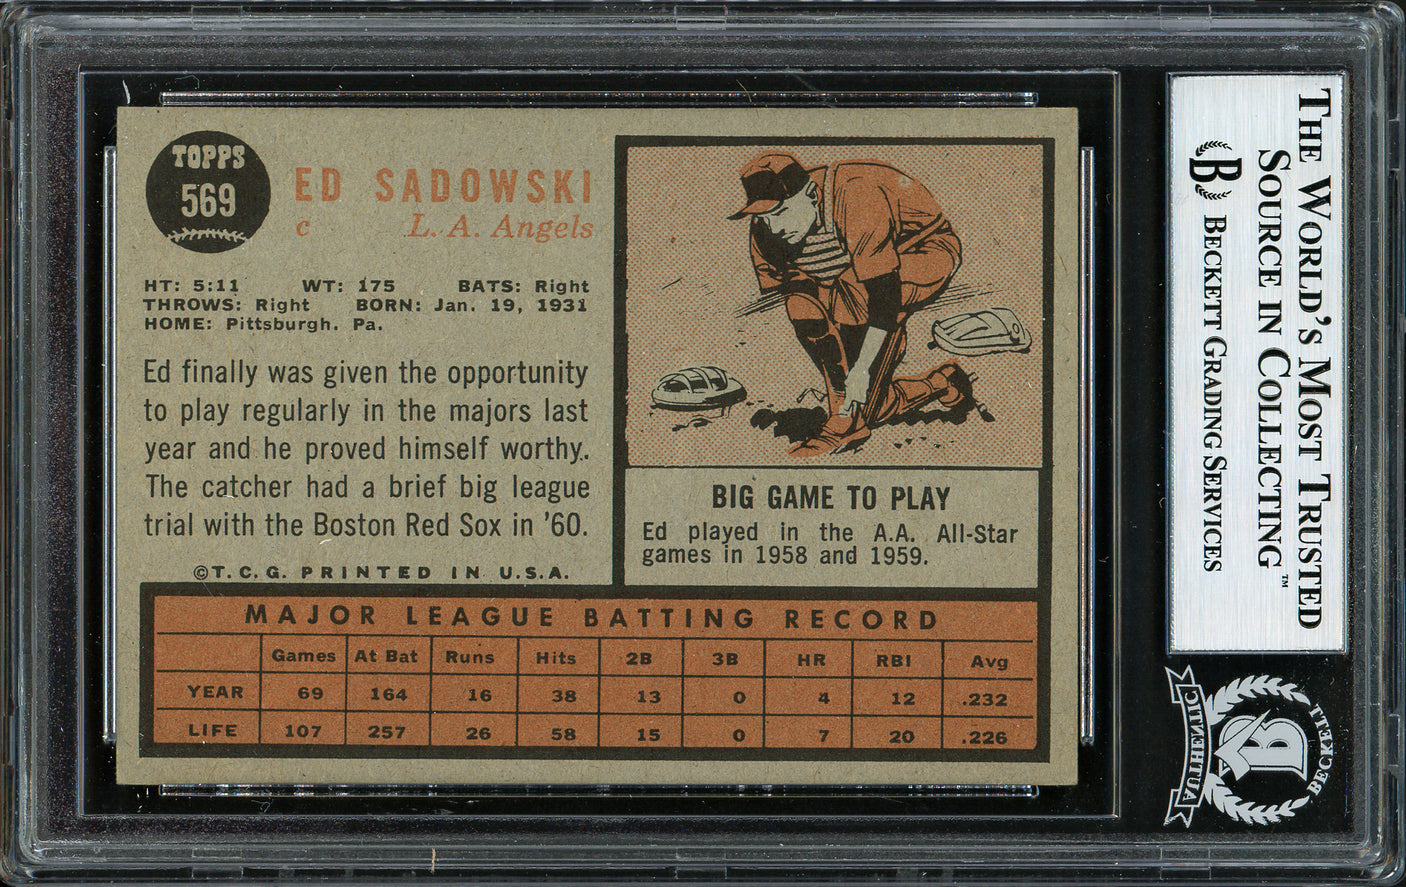 TOPPS
569
ED SADOWSKI
c L. A. Angels
HT: 5:11 WT: 175 BATS: Right
THROWS: Right BORN: Jan. 19, 1931
HOME: Pittsburgh. Pa.
Ed finally was given the opportunity
to play regularly in the majors last
year and he proved himself worthy.
The catcher had a brief big league
trial with the Boston Red Sox in '60.
©T. C. G. PRINTED IN U. S. A.
BIG GAME TO PLAY
Ed played in the A.A. All-Star
games in 1958 and 1959.
MAJOR LEAGUE BATTING RECORD
Games At Bat Runs Hits 2B 3B HR RBI Avg
YEAR 69 164 16 38 13 0 4 12 .232
LIFE 107 257 26 58 15 0 7 20 .226
THE WORLD'S MOST TRUSTED
SOURCE IN COLLECTING™
B BECKETT GRADING SERVICES
BECKETT
B
AUTHENTIC